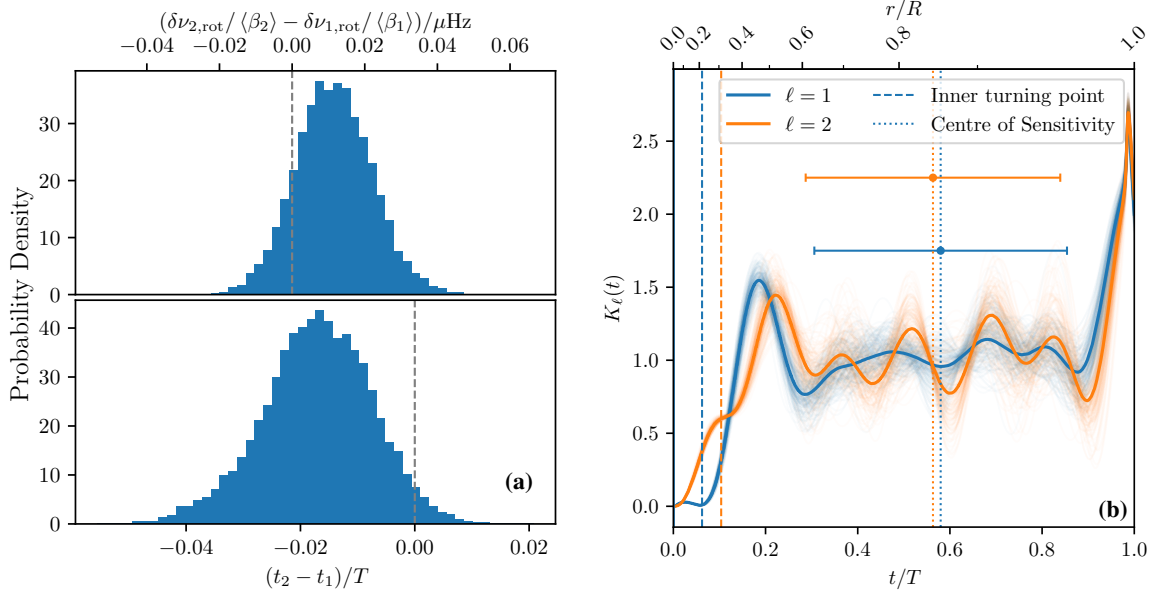 (δν₂,rot/⟨β₂⟩ − δν₁,rot/⟨β₁⟩)/μHz
−0.04 −0.02 0.00 0.02 0.04 0.06
30
20
10
0
40
30
20
10
0
Probability Density
(a)
−0.04 −0.02 0.00 0.02
(t₂ − t₁)/T
r/R
0.0 0.2 0.4 0.6 0.8 1.0
ℓ = 1
ℓ = 2
Inner turning point
Centre of Sensitivity
2.5
2.0
1.5
1.0
0.5
0.0
K_ℓ(t)
(b)
0.0 0.2 0.4 0.6 0.8 1.0
t/T